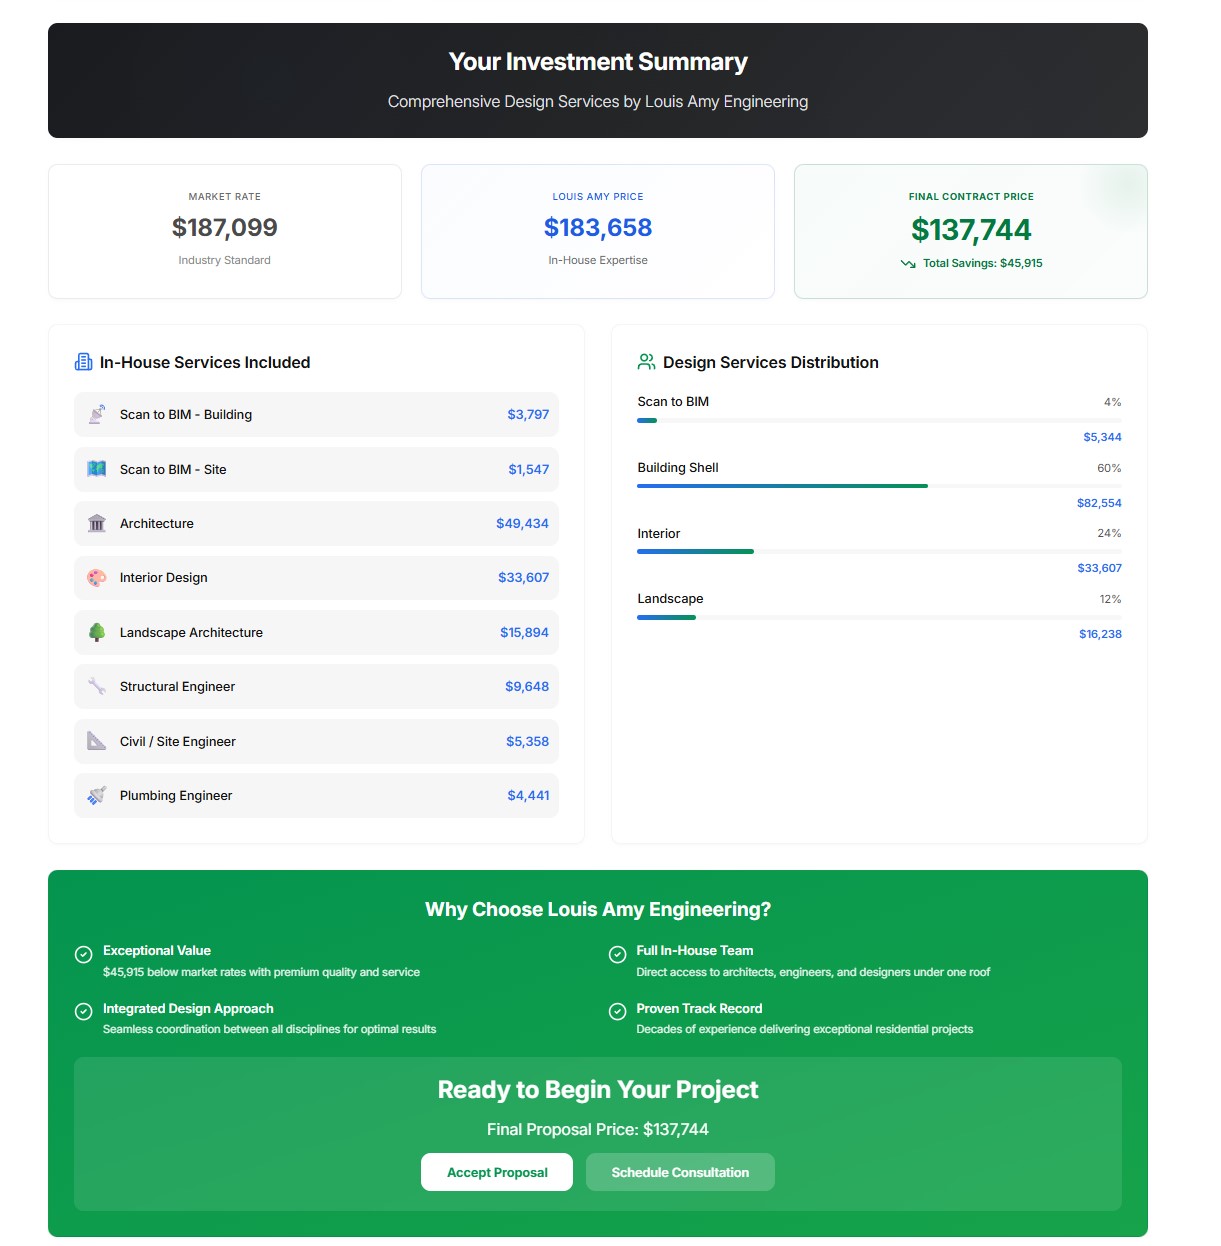 Your Investment Summary
Comprehensive Design Services by Louis Amy Engineering
MARKET RATE
$187,099
Industry Standard
LOUIS AMY PRICE
$183,658
In-House Expertise
FINAL CONTRACT PRICE
$137,744
Total Savings: $45,915
In-House Services Included
Scan to BIM - Building
$3,797
Scan to BIM - Site
$1,547
Architecture
$49,434
Interior Design
$33,607
Landscape Architecture
$15,894
Structural Engineer
$9,648
Civil / Site Engineer
$5,358
Plumbing Engineer
$4,441
Design Services Distribution
Scan to BIM
4%
$5,344
Building Shell
60%
$82,554
Interior
24%
$33,607
Landscape
12%
$16,238
Why Choose Louis Amy Engineering?
Exceptional Value
$45,915 below market rates with premium quality and service
Full In-House Team
Direct access to architects, engineers, and designers under one roof
Integrated Design Approach
Seamless coordination between all disciplines for optimal results
Proven Track Record
Decades of experience delivering exceptional residential projects
Ready to Begin Your Project
Final Proposal Price: $137,744
Accept Proposal
Schedule Consultation